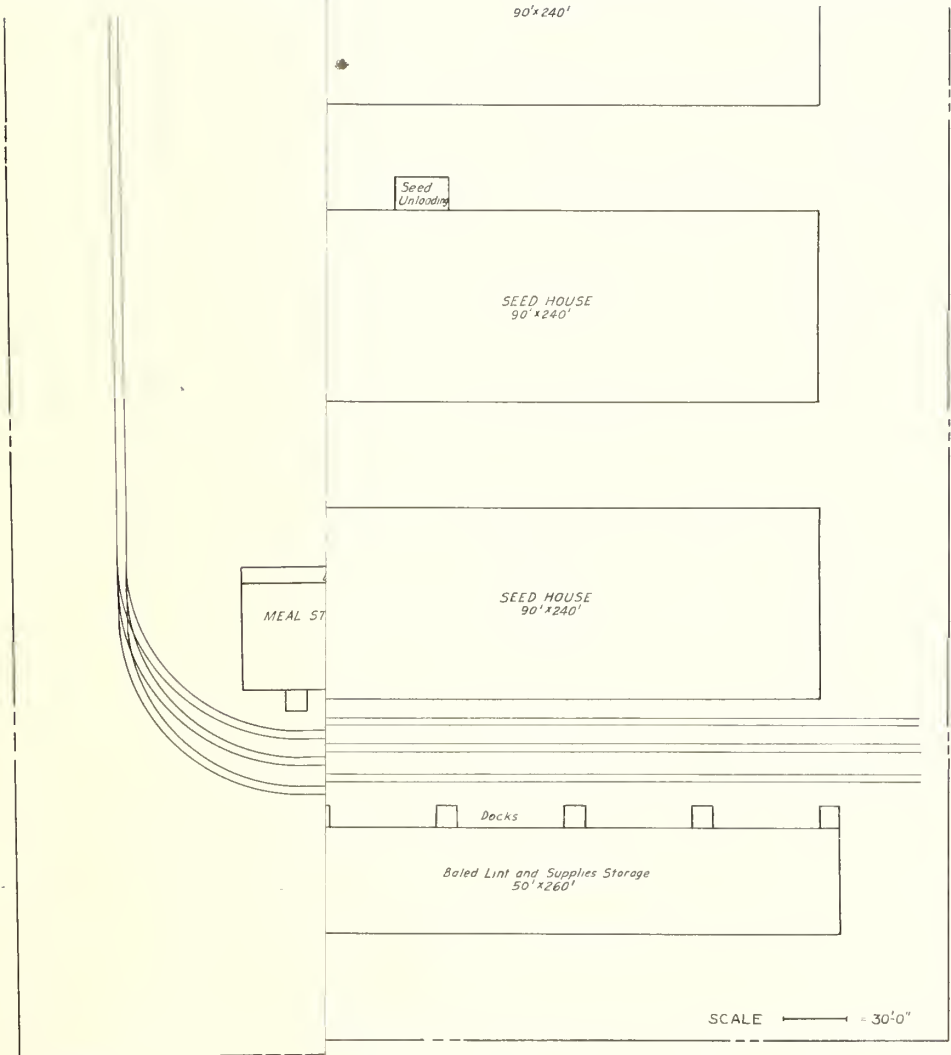 90'x240'
Seed
Unloading
SEED HOUSE
90'x240'
SEED HOUSE
90'x240'
MEAL ST
Docks
Baled Lint and Supplies Storage
50'x260'
SCALE = 30'-0"